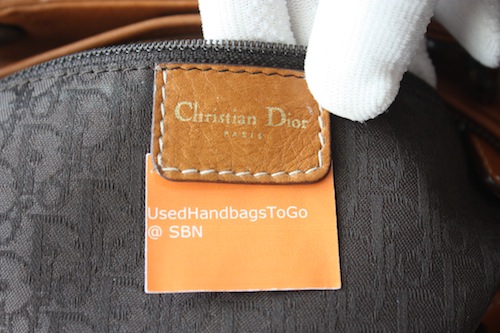 Christian Dior
PARIS
UsedHandbagsToGo
@ SBN